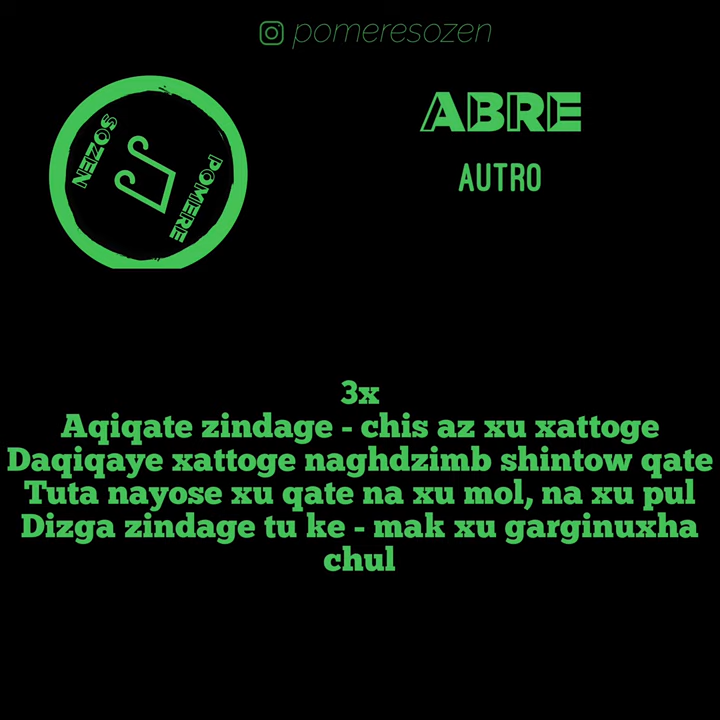 pomeresozen
SOZEN
POMERE
ABRE
AUTRO
3x
Aqiqate zindage - chis az xu xattoge
Daqiqaye xattoge naghdzimb shintow qate
Tuta nayose xu qate na xu mol, na xu pul
Dizga zindage tu ke - mak xu garginuxha
chul